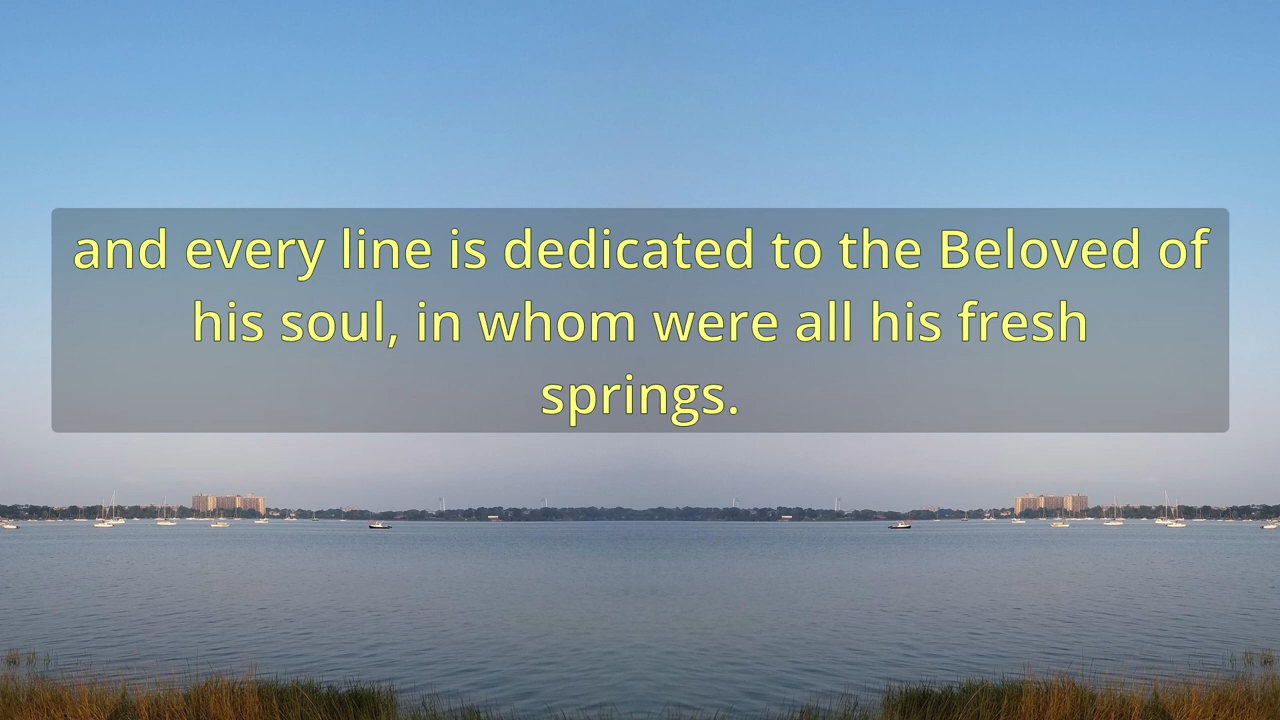 and every line is dedicated to the Beloved of
his soul, in whom were all his fresh
springs.